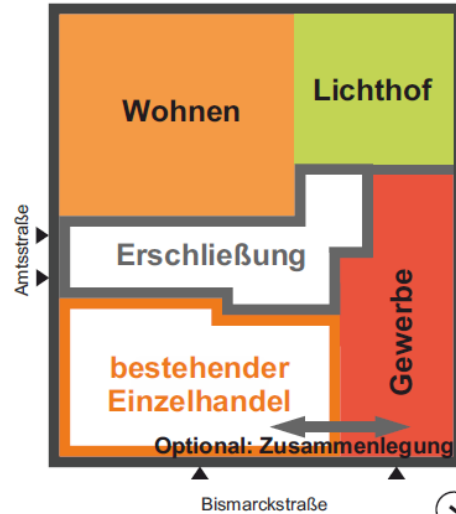 Wohnen
Lichthof
Amtsstraße
Erschließung
Gewerbe
bestehender
Einzelhandel
Optional: Zusammenlegung
Bismarckstraße